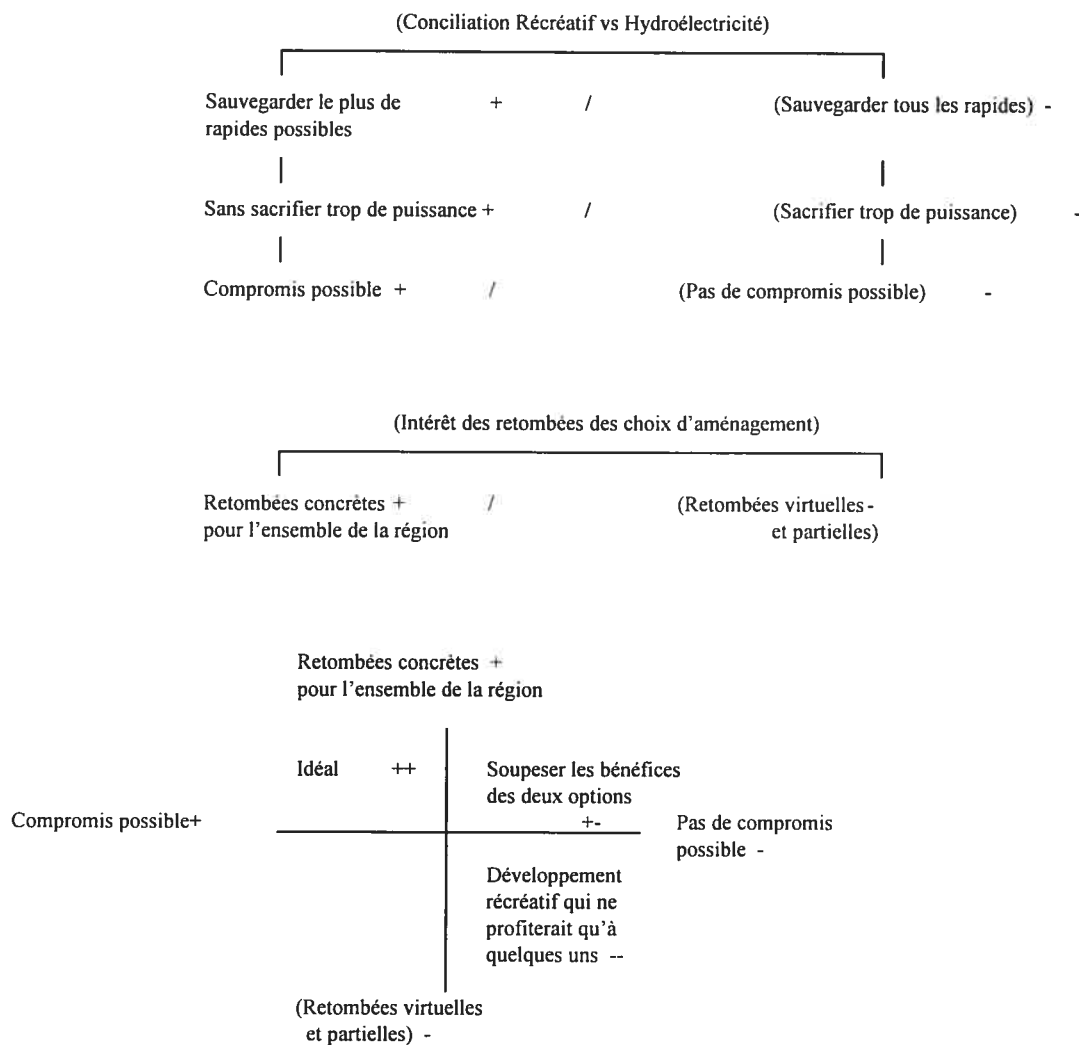 (Conciliation Récréatif vs Hydroélectricité)
Sauvegarder le plus de + / (Sauvegarder tous les rapides) -
rapides possibles
Sans sacrifier trop de puissance + / (Sacrifier trop de puissance) -
Compromis possible + / (Pas de compromis possible) -
(Intérêt des retombées des choix d'aménagement)
Retombées concrètes + / (Retombées virtuelles -
pour l'ensemble de la région et partielles)
Retombées concrètes +
pour l'ensemble de la région
Idéal ++ Soupeser les bénéfices
des deux options
Compromis possible+ +- Pas de compromis
possible -
Développement
récréatif qui ne
profiterait qu'à
quelques uns --
(Retombées virtuelles
et partielles) -